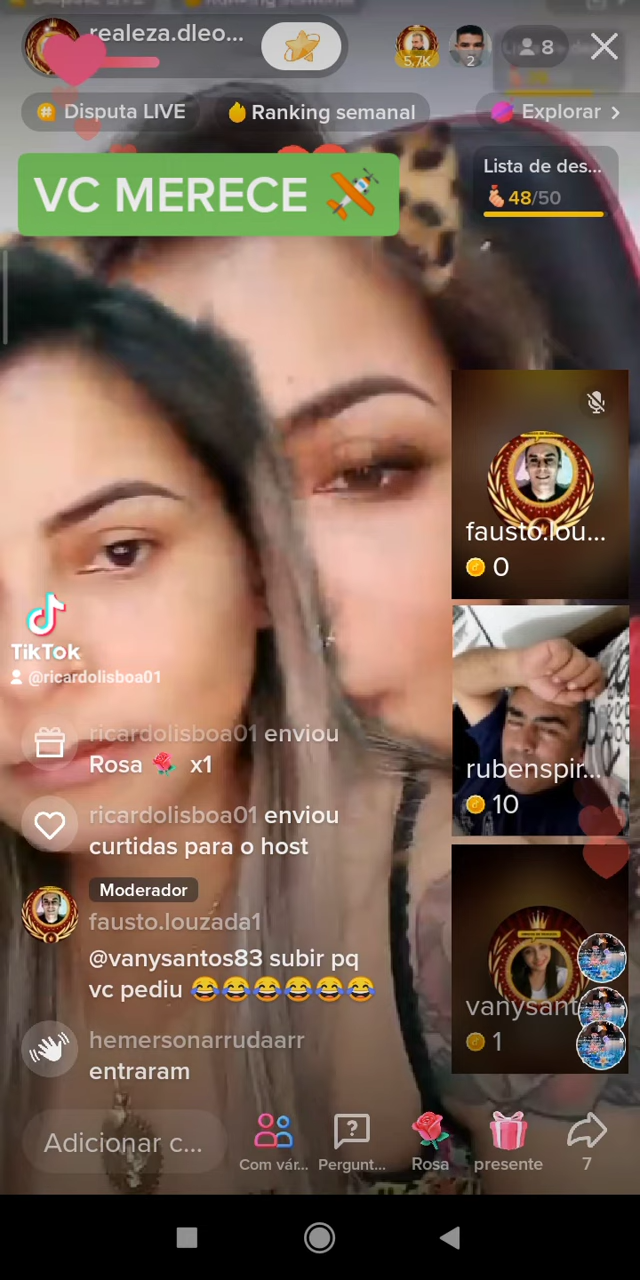 realeza.dleo...
5.7K
2
8
Disputa LIVE
Ranking semanal
Explorar
VC MERECE
Lista de des...
48/50
fausto.lou...
0
TikTok
@ricardolisboa01
ricardolisboa01 enviou
Rosa 🌹 x1
rubenspir...
10
ricardolisboa01 enviou
curtidas para o host
Moderador
fausto.louzada1
@vanysantos83 subir pq
vc pediu 😂😂😂😂😂😂
vanysant
1
hemersonarrudaarr
entraram
Adicionar c...
Com vár...
Pergunt...
Rosa
presente
7